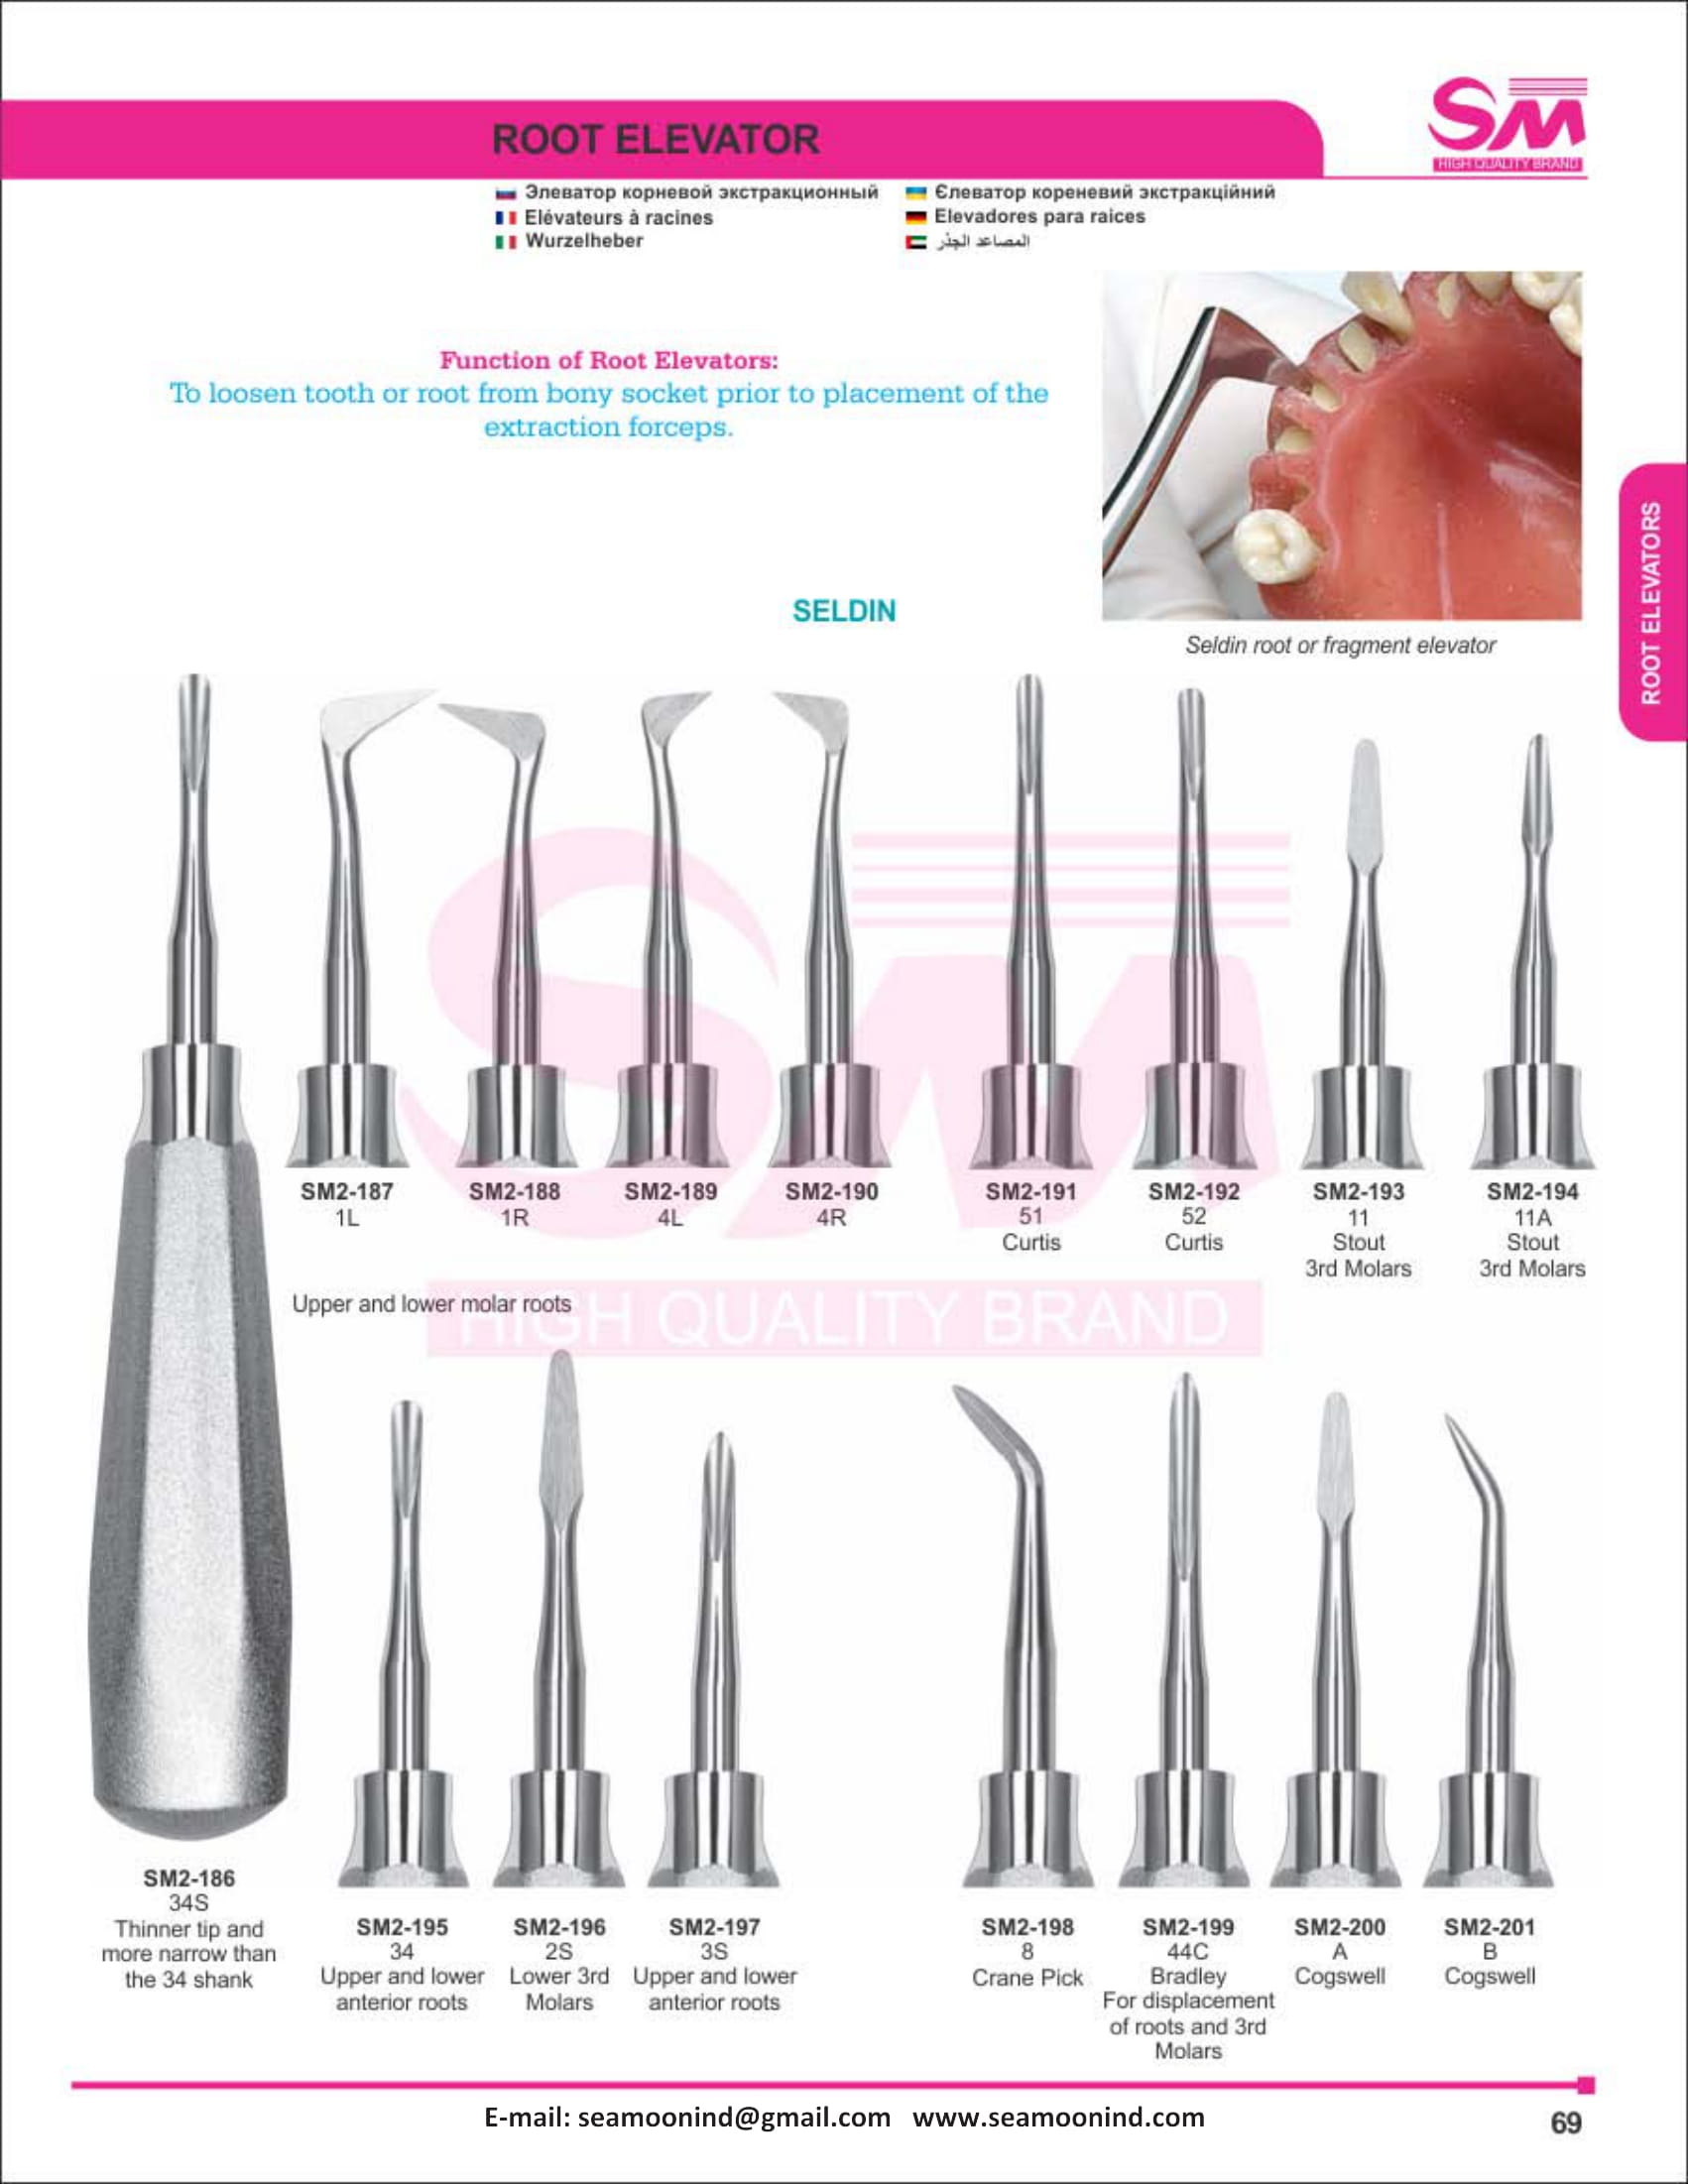 SM
HIGH QUALITY BRAND
ROOT ELEVATOR
Элеватор корневой экстракционный
Elévateurs à racines
Wurzelheber
Єлеватор кореневий экстракційний
Elevadores para raices
المصاعد الجذر
Function of Root Elevators:
To loosen tooth or root from bony socket prior to placement of the
extraction forceps.
SELDIN
Seldin root or fragment elevator
ROOT ELEVATORS
SM2-187
1L
SM2-188
1R
SM2-189
4L
SM2-190
4R
SM2-191
51
Curtis
SM2-192
52
Curtis
SM2-193
11
Stout
3rd Molars
SM2-194
11A
Stout
3rd Molars
Upper and lower molar roots
SM
HIGH QUALITY BRAND
SM2-186
34S
Thinner tip and
more narrow than
the 34 shank
SM2-195
34
Upper and lower
anterior roots
SM2-196
2S
Lower 3rd
Molars
SM2-197
3S
Upper and lower
anterior roots
SM2-198
8
Crane Pick
SM2-199
44C
Bradley
For displacement
of roots and 3rd
Molars
SM2-200
A
Cogswell
SM2-201
B
Cogswell
E-mail: seamoonind@gmail.com www.seamoonind.com
69